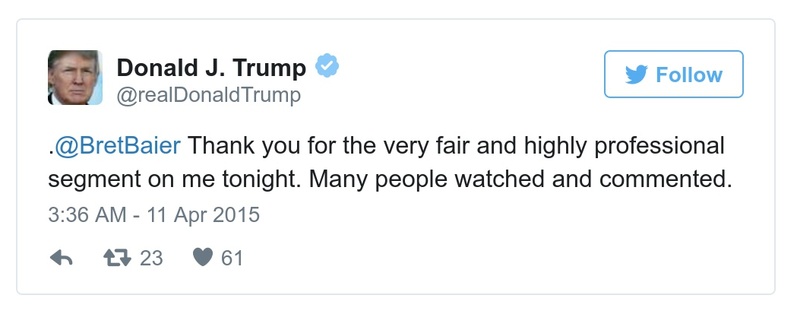 Donald J. Trump
@realDonaldTrump
Follow
.@BretBaier Thank you for the very fair and highly professional
segment on me tonight. Many people watched and commented.
3:36 AM - 11 Apr 2015
23 61